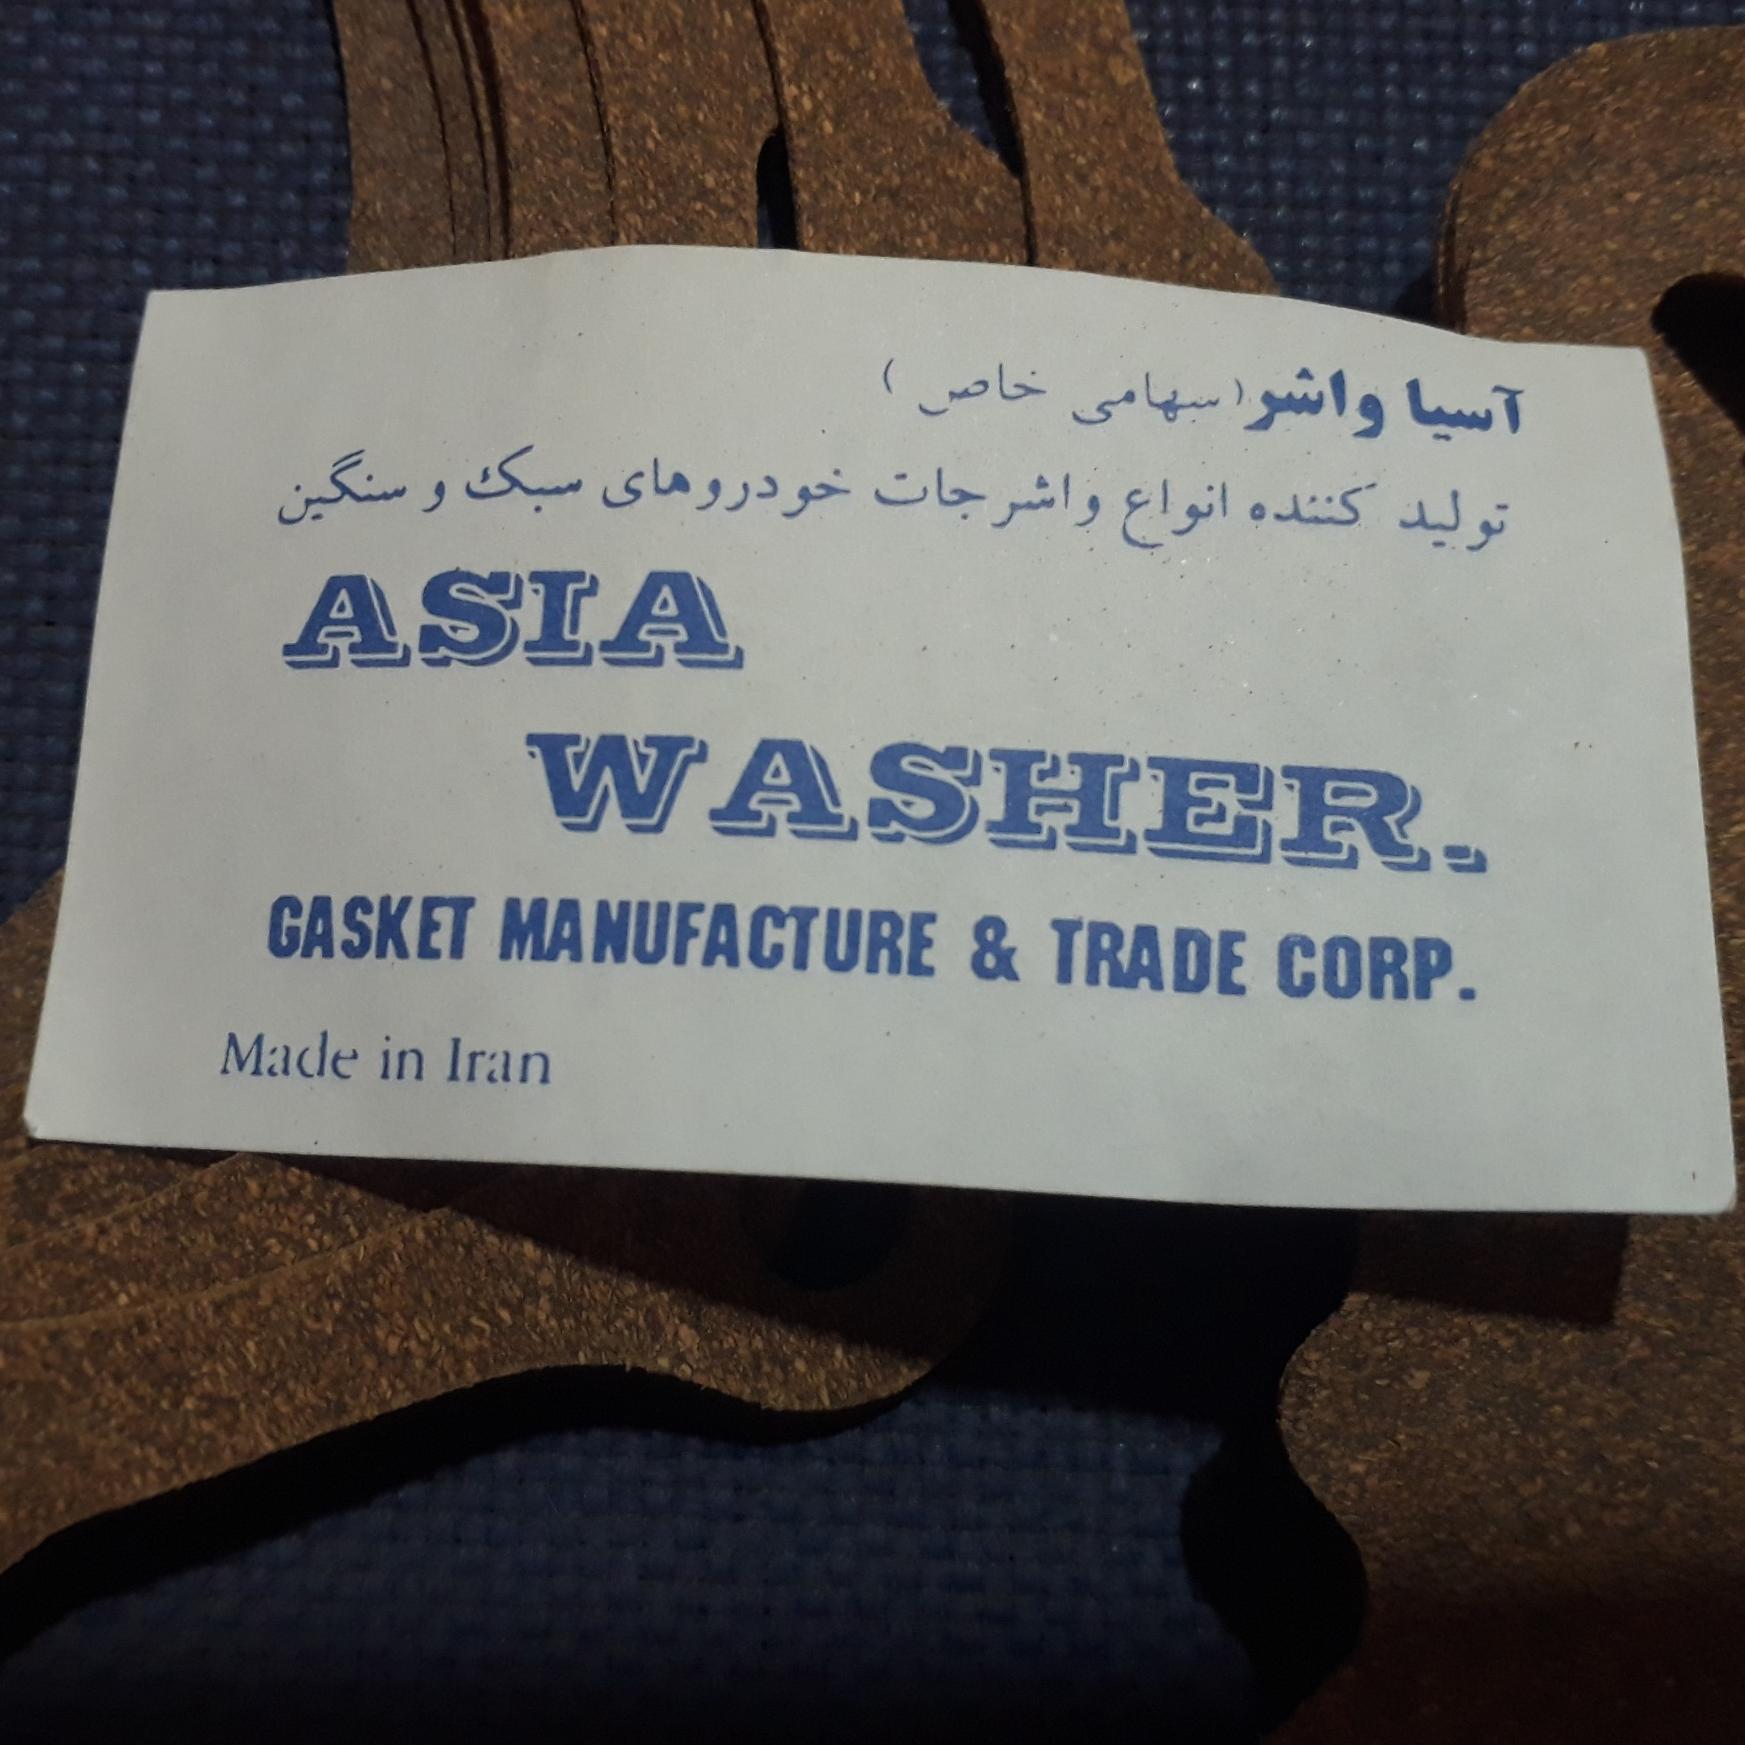 آسیا واشر (سهامی خاص)
تولید کننده انواع واشرجات خودروهای سبک و سنگین
ASIA
WASHER.
GASKET MANUFACTURE & TRADE CORP.
Made in Iran